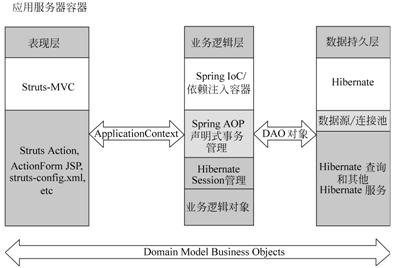 应用服务器容器
表现层
Struts-MVC
Struts Action,
ActionForm JSP,
struts-config.xml,
etc
ApplicationContext
业务逻辑层
Spring IoC/
依赖注入容器
Spring AOP
声明式事务
管理
Hibernate
Session管理
业务逻辑对象
DAO 对象
数据持久层
Hibernate
数据源/连接池
Hibernate 查询
和其他
Hibernate 服务
Domain Model Business Objects